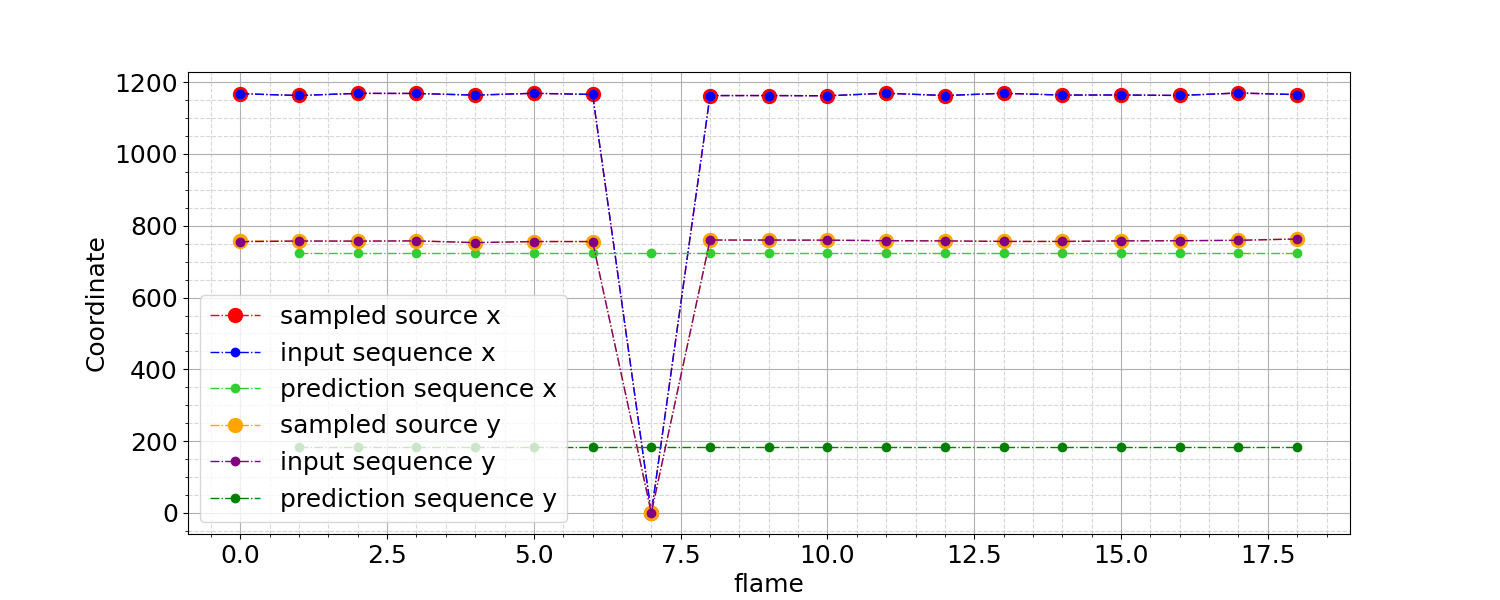 1200
1000
800
600
400
200
0
Coordinate
sampled source x
input sequence x
prediction sequence x
sampled source y
input sequence y
prediction sequence y
0.0 2.5 5.0 7.5 10.0 12.5 15.0 17.5
flame